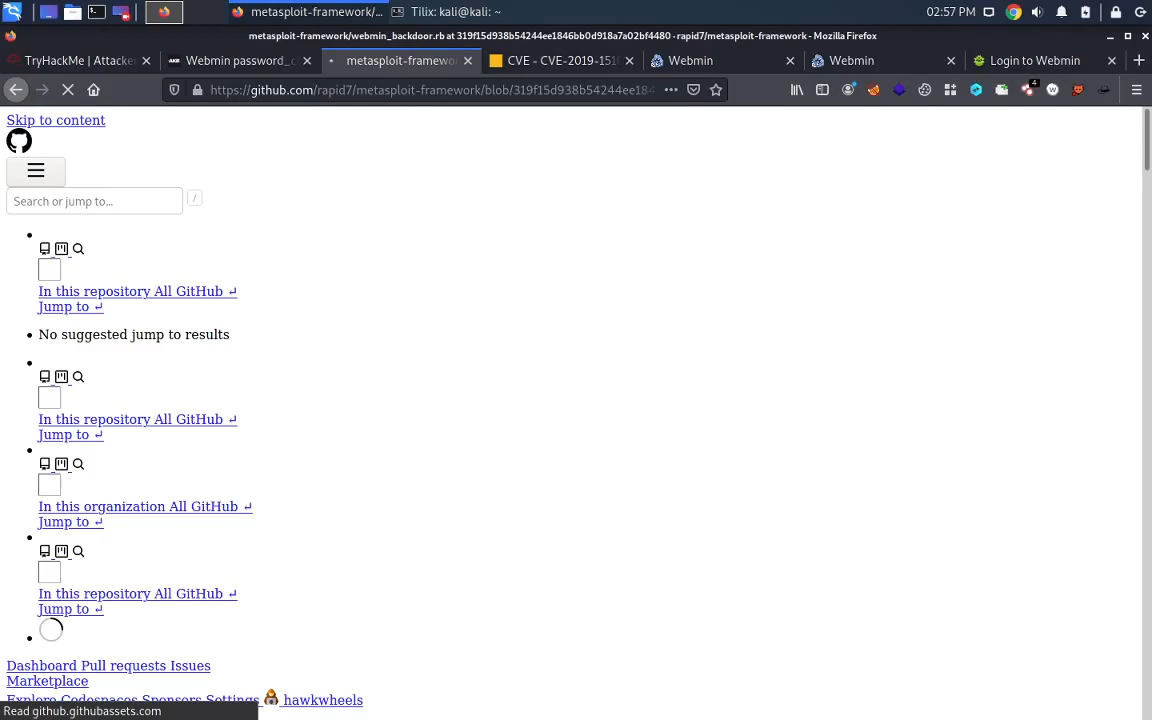 metasploit-framework/...
Tilix: kali@kali: ~
02:57 PM
metasploit-framework/webmin_backdoor.rb at 319f15d938b54244ee1846bb0d918a7a02bf4480 · rapid7/metasploit-framework - Mozilla Firefox
TryHackMe | Attacke
Webmin password_c
metasploit-framewo
CVE - CVE-2019-151
Webmin
Webmin
Login to Webmin
https://github.com/rapid7/metasploit-framework/blob/319f15d938b54244ee184
4
Skip to content
Search or jump to...
/
In this repository All GitHub ↵
Jump to ↵
No suggested jump to results
In this repository All GitHub ↵
Jump to ↵
In this organization All GitHub ↵
Jump to ↵
In this repository All GitHub ↵
Jump to ↵
Dashboard Pull requests Issues
Marketplace
Explore Codespaces Sponsors Settings hawkwheels
Read github.githubassets.com